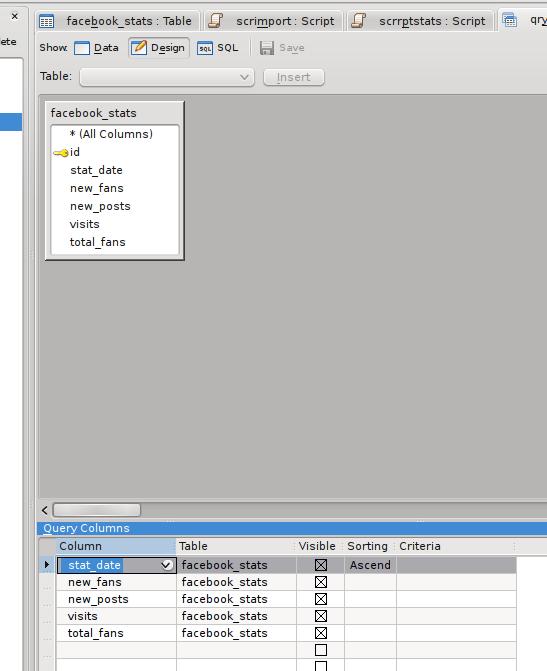 facebook_stats : Table scrimport : Script scrrptstats : Script qry
ete
Show: Data Design SQL SQL Save
Table: Insert
facebook_stats
* (All Columns)
id
stat_date
new_fans
new_posts
visits
total_fans
Query Columns
Column Table Visible Sorting Criteria
stat_date facebook_stats Ascend
new_fans facebook_stats
new_posts facebook_stats
visits facebook_stats
total_fans facebook_stats